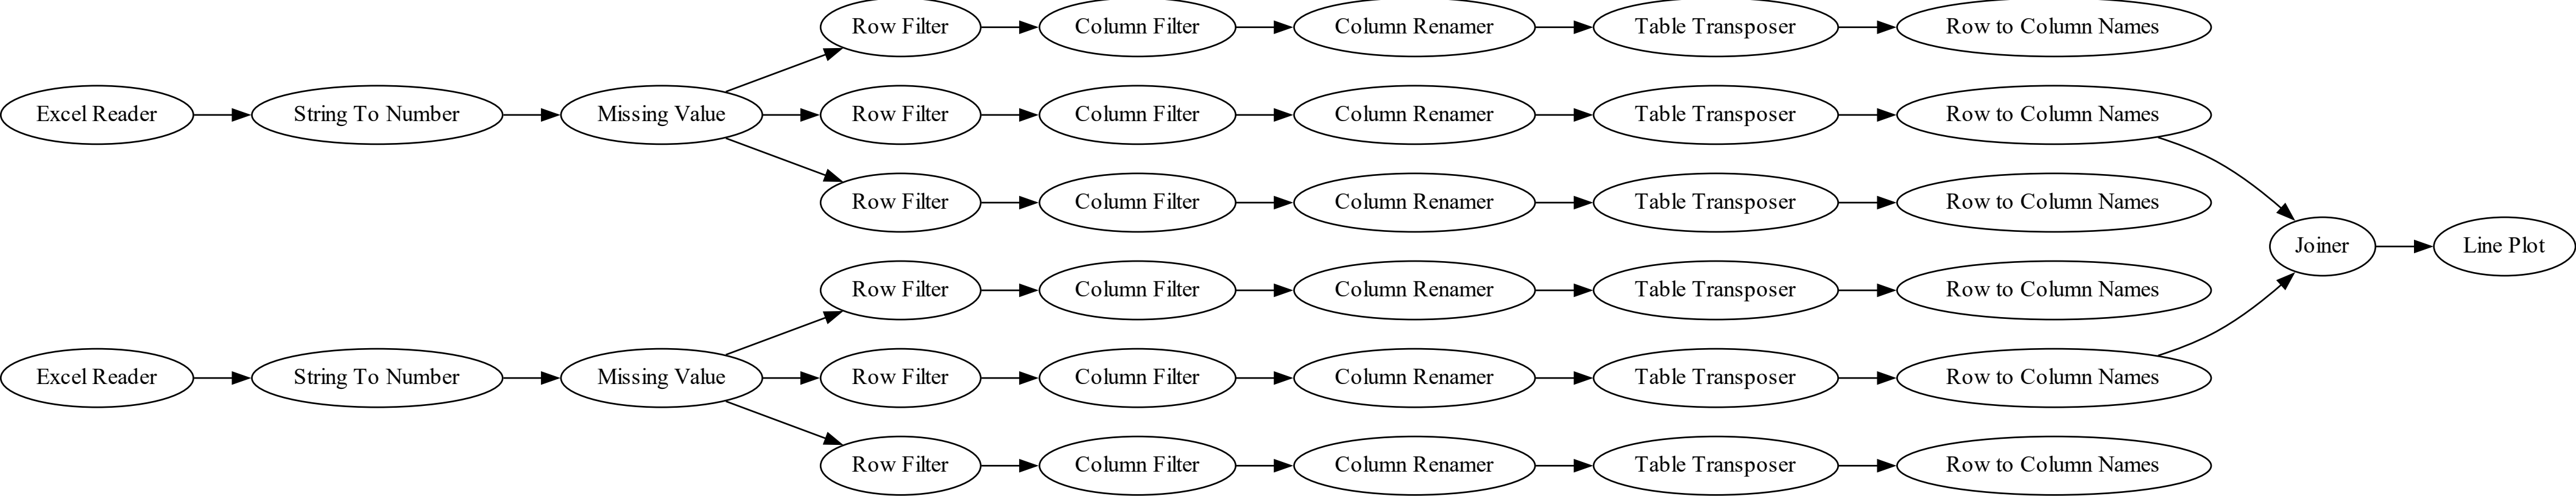 Row Filter Column Filter Column Renamer Table Transposer Row to Column Names
Excel Reader String To Number Missing Value Row Filter Column Filter Column Renamer Table Transposer Row to Column Names
Row Filter Column Filter Column Renamer Table Transposer Row to Column Names
Joiner Line Plot
Row Filter Column Filter Column Renamer Table Transposer Row to Column Names
Excel Reader String To Number Missing Value Row Filter Column Filter Column Renamer Table Transposer Row to Column Names
Row Filter Column Filter Column Renamer Table Transposer Row to Column Names